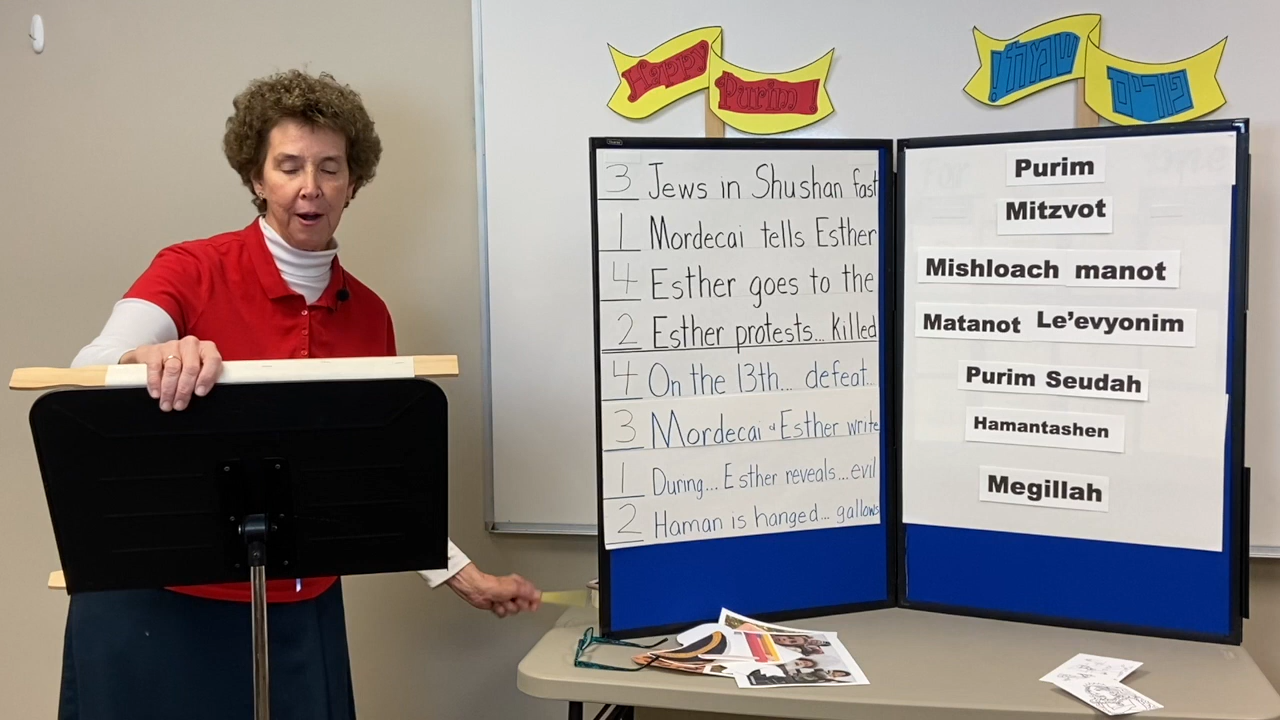 Happy
Purim!
שמח!
פורים
3 Jews in Shushan fast
1 Mordecai tells Esther
4 Esther goes to the
2 Esther protests... killed
4 On the 13th... defeat...
3 Mordecai & Esther write
1 During... Esther reveals...evil
2 Haman is hanged... gallows
Purim
Mitzvot
Mishloach manot
Matanot Le'evyonim
Purim Seudah
Hamantashen
Megillah